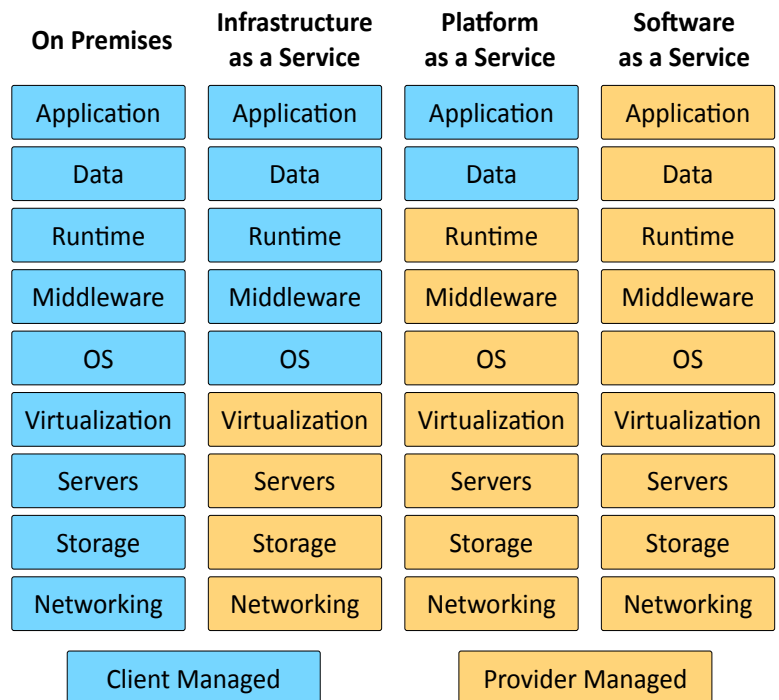 On Premises
Infrastructure
as a Service
Platform
as a Service
Software
as a Service
Application Application Application Application
Data Data Data Data
Runtime Runtime Runtime Runtime
Middleware Middleware Middleware Middleware
OS OS OS OS
Virtualization Virtualization Virtualization Virtualization
Servers Servers Servers Servers
Storage Storage Storage Storage
Networking Networking Networking Networking
Client Managed Provider Managed